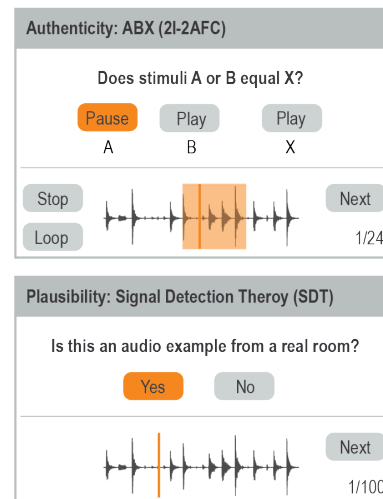 Authenticity: ABX (2I-2AFC)
Does stimuli A or B equal X?
Pause Play Play
A B X
Stop Next
Loop 1/24
Plausibility: Signal Detection Theroy (SDT)
Is this an audio example from a real room?
Yes No
Next
1/100